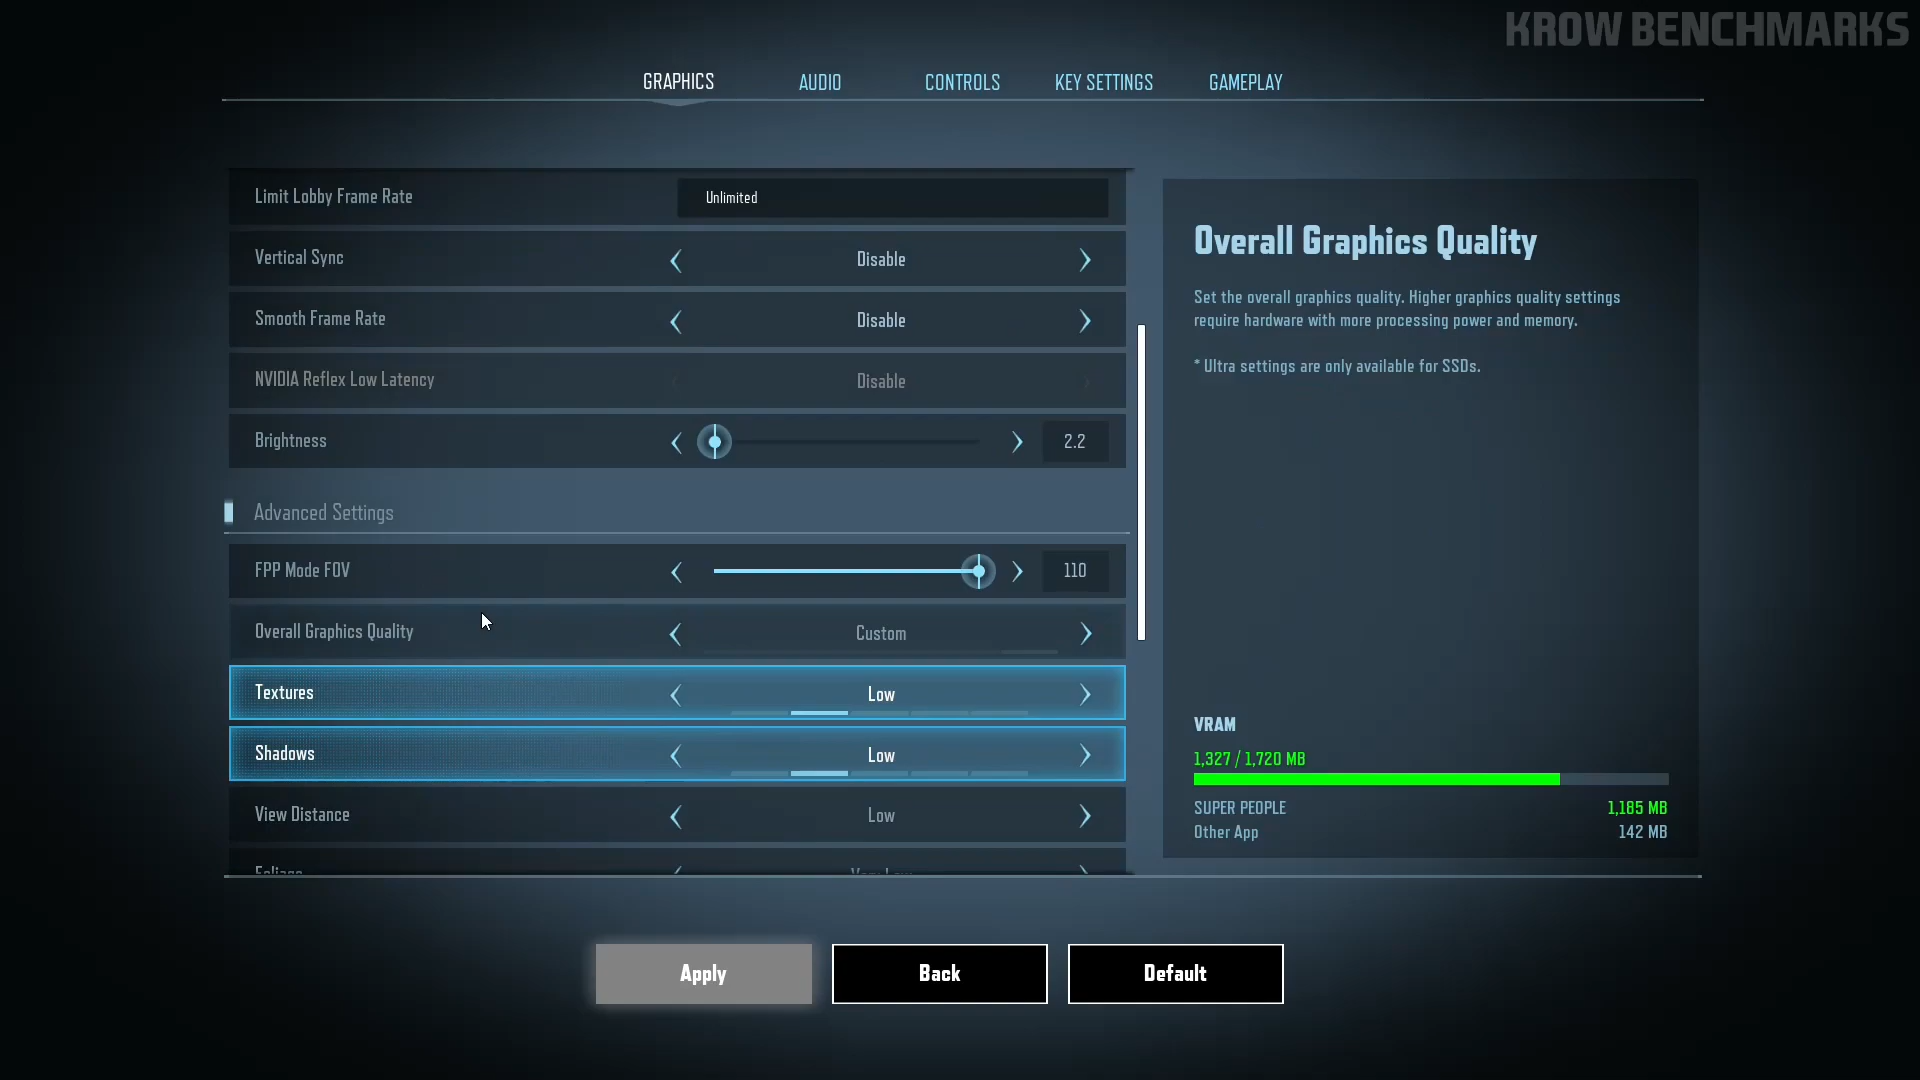 KROW BENCHMARKS
GRAPHICS AUDIO CONTROLS KEY SETTINGS GAMEPLAY
Limit Lobby Frame Rate Unlimited
Vertical Sync Disable
Smooth Frame Rate Disable
NVIDIA Reflex Low Latency Disable
Brightness 2.2
Advanced Settings
FPP Mode FOV 110
Overall Graphics Quality Custom
Textures Low
Shadows Low
View Distance Low
Foliage Very Low
Overall Graphics Quality
Set the overall graphics quality. Higher graphics quality settings
require hardware with more processing power and memory.
* Ultra settings are only available for SSDs.
VRAM
1,327 / 1,720 MB
SUPER PEOPLE 1,185 MB
Other App 142 MB
Apply Back Default